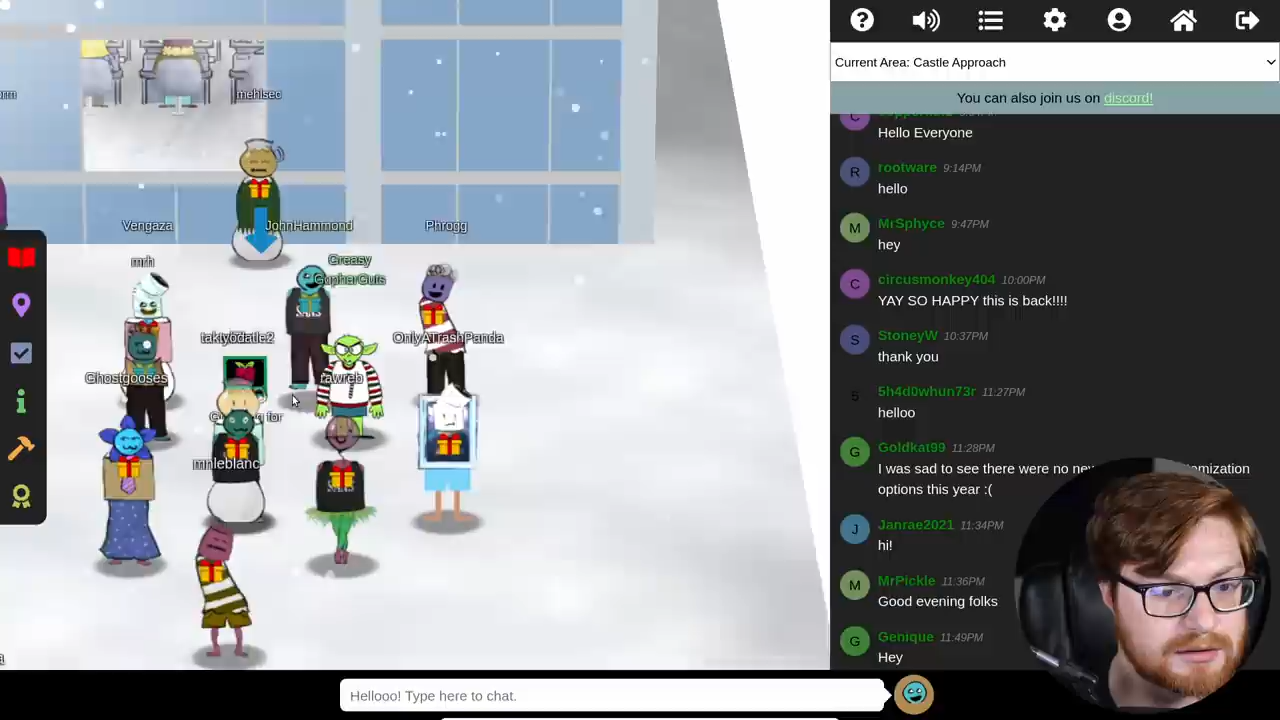 Current Area: Castle Approach
You can also join us on discord!
Hello Everyone
rootware 9:14PM
hello
MrSphyce 9:47PM
hey
circusmonkey404 10:00PM
YAY SO HAPPY this is back!!!!
StoneyW 10:37PM
thank you
5h4d0whun73r 11:27PM
helloo
Goldkat99 11:28PM
I was sad to see there were no
options this year :(
Janrae2021 11:34PM
hi!
MrPickle 11:36PM
Good evening folks
Genique 11:49PM
Hey
mehlsec
Vengaza
JohnHammond
Phrogg
mrh
Greasy
GopherGuts
OnlyATrashPanda
Ghostgooses
rawreb
for
mnleblanc
Hellooo! Type here to chat.
C
R
M
C
S
5
G
J
M
G